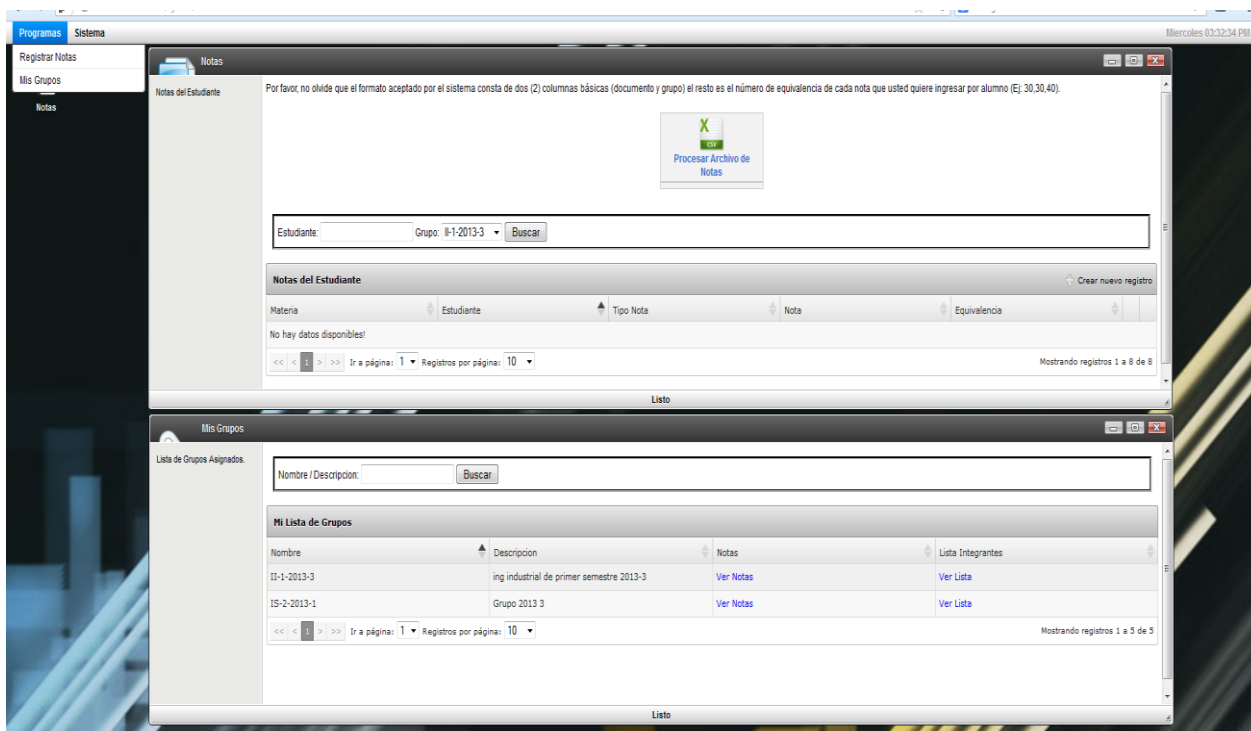 Programas Sistema Miercoles 03:32:34 PM
Registrar Notas
Mis Grupos
Notas
Notas
Notas del Estudiante
Por favor, no olvide que el formato aceptado por el sistema consta de dos (2) columnas básicas (documento y grupo) el resto es el número de equivalencia de cada nota que usted quiere ingresar por alumno (Ej: 30,30,40).
X
CSV
Procesar Archivo de
Notas
Estudiante: Grupo: II-1-2013-3 Buscar
Notas del Estudiante Crear nuevo registro
Materia Estudiante Tipo Nota Nota Equivalencia
No hay datos disponibles!
<< < 1 > >> Ir a página: 1 Registros por página: 10 Mostrando registros 1 a 8 de 8
Listo
Mis Grupos
Lista de Grupos Asignados.
Nombre / Descripcion: Buscar
Mi Lista de Grupos
Nombre Descripcion Notas Lista Integrantes
II-1-2013-3 ing industrial de primer semestre 2013-3 Ver Notas Ver Lista
IS-2-2013-1 Grupo 2013 3 Ver Notas Ver Lista
<< < 1 > >> Ir a página: 1 Registros por página: 10 Mostrando registros 1 a 5 de 5
Listo